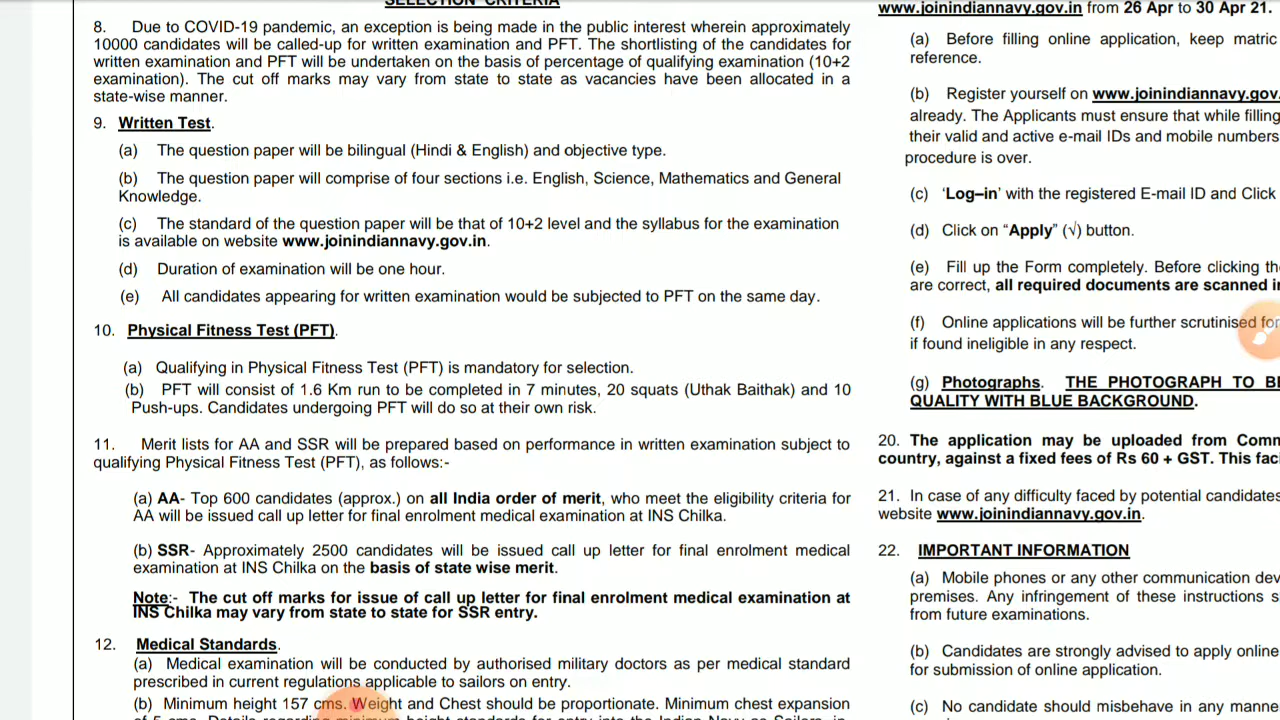 SELECTION CRITERIA
8. Due to COVID-19 pandemic, an exception is being made in the public interest wherein approximately
10000 candidates will be called-up for written examination and PFT. The shortlisting of the candidates for
written examination and PFT will be undertaken on the basis of percentage of qualifying examination (10+2
examination). The cut off marks may vary from state to state as vacancies have been allocated in a
state-wise manner.
9. Written Test.
(a) The question paper will be bilingual (Hindi & English) and objective type.
(b) The question paper will comprise of four sections i.e. English, Science, Mathematics and General
Knowledge.
(c) The standard of the question paper will be that of 10+2 level and the syllabus for the examination
is available on website www.joinindiannavy.gov.in.
(d) Duration of examination will be one hour.
(e) All candidates appearing for written examination would be subjected to PFT on the same day.
10. Physical Fitness Test (PFT).
(a) Qualifying in Physical Fitness Test (PFT) is mandatory for selection.
(b) PFT will consist of 1.6 Km run to be completed in 7 minutes, 20 squats (Uthak Baithak) and 10
Push-ups. Candidates undergoing PFT will do so at their own risk.
11. Merit lists for AA and SSR will be prepared based on performance in written examination subject to
qualifying Physical Fitness Test (PFT), as follows:-
(a) AA- Top 600 candidates (approx.) on all India order of merit, who meet the eligibility criteria for
AA will be issued call up letter for final enrolment medical examination at INS Chilka.
(b) SSR- Approximately 2500 candidates will be issued call up letter for final enrolment medical
examination at INS Chilka on the basis of state wise merit.
Note:- The cut off marks for issue of call up letter for final enrolment medical examination at
INS Chilka may vary from state to state for SSR entry.
12. Medical Standards.
(a) Medical examination will be conducted by authorised military doctors as per medical standard
prescribed in current regulations applicable to sailors on entry.
(b) Minimum height 157 cms. Weight and Chest should be proportionate. Minimum chest expansion
www.joinindiannavy.gov.in from 26 Apr to 30 Apr 21.
(a) Before filling online application, keep matric
reference.
(b) Register yourself on www.joinindiannavy.gov.
already. The Applicants must ensure that while filling
their valid and active e-mail IDs and mobile numbers
procedure is over.
(c) ‘Log–in’ with the registered E-mail ID and Click
(d) Click on “Apply” (√) button.
(e) Fill up the Form completely. Before clicking th
are correct, all required documents are scanned i
(f) Online applications will be further scrutinised for
if found ineligible in any respect.
(g) Photographs. THE PHOTOGRAPH TO BE
QUALITY WITH BLUE BACKGROUND.
20. The application may be uploaded from Comm
country, against a fixed fees of Rs 60 + GST. This faci
21. In case of any difficulty faced by potential candidates
website www.joinindiannavy.gov.in.
22. IMPORTANT INFORMATION
(a) Mobile phones or any other communication dev
premises. Any infringement of these instructions s
from future examinations.
(b) Candidates are strongly advised to apply online
for submission of online application.
(c) No candidate should misbehave in any manne